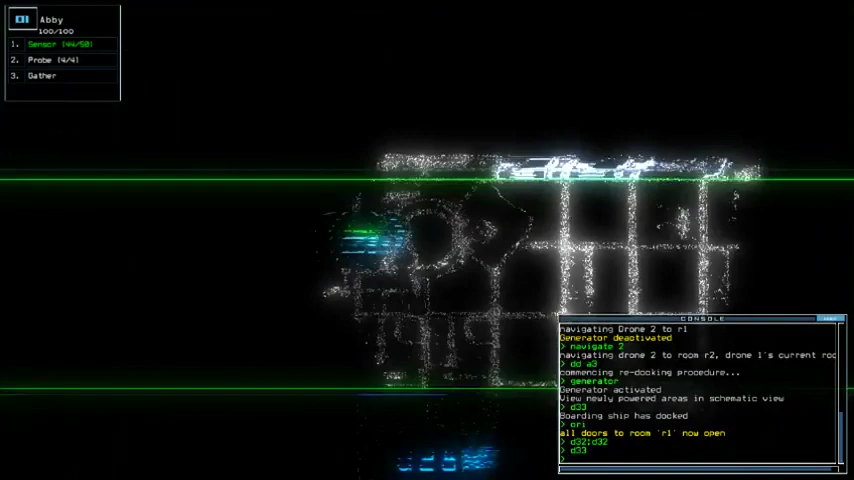 Abby
100/100
1. Sensor (44/50)
2. Probe (4/4)
3. Gather
CONSOLE
navigating Drone 2 to r1
Generator deactivated
> navigate 2
navigating drone 2 to room r2, drone 1's current roo
> dd a3
commencing re-docking procedure...
> generator
Generator activated
View newly powered areas in schematic view
> d33
Boarding ship has docked
> ori
all doors to room 'r1' now open
> d32;d32
> d33
>